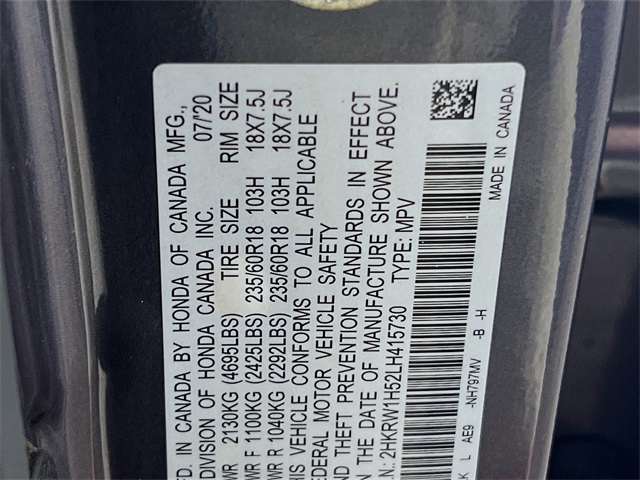 FD. IN CANADA BY HONDA OF CANADA MFG.,
DIVISION OF HONDA CANADA INC. 07/'20
WR 2130KG (4695LBS) TIRE SIZE RIM SIZE
WR F 1100KG (2425LBS) 235/60R18 103H 18X7.5J
WR R 1040KG (2292LBS) 235/60R18 103H 18X7.5J
HIS VEHICLE CONFORMS TO ALL APPLICABLE
EDERAL MOTOR VEHICLE SAFETY
ND THEFT PREVENTION STANDARDS IN EFFECT
N THE DATE OF MANUFACTURE SHOWN ABOVE.
I.N.: 2HKRW1H52LH415730 TYPE: MPV
LK L AE9 -NH797MV -B -H
MADE IN CANADA